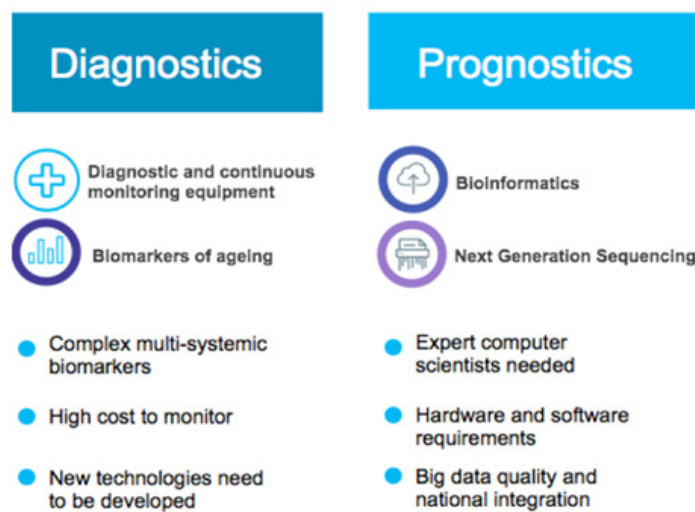 Diagnostics
Diagnostic and continuous
monitoring equipment
Biomarkers of ageing
Complex multi-systemic
biomarkers
High cost to monitor
New technologies need
to be developed
Prognostics
Bioinformatics
Next Generation Sequencing
Expert computer
scientists needed
Hardware and software
requirements
Big data quality and
national integration